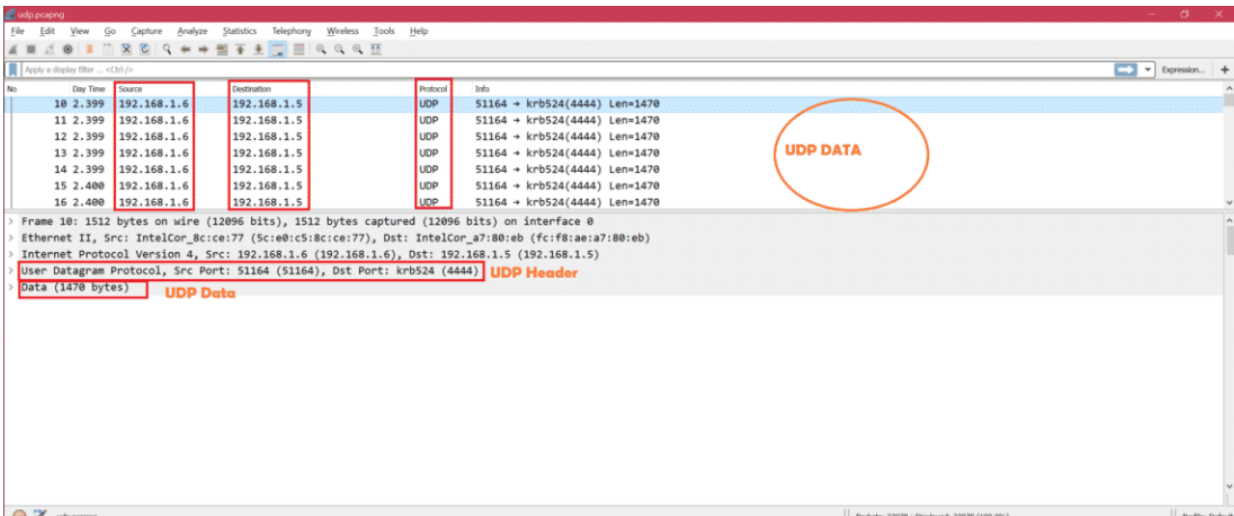 udp.pcapng
File Edit View Go Capture Analyze Statistics Telephony Wireless Tools Help
Apply a display filter ... <Ctrl-/>
Expression... +
No Day Time Source Destination Protocol Info
10 2.399 192.168.1.6 192.168.1.5 UDP 51164 → krb524(4444) Len=1470
11 2.399 192.168.1.6 192.168.1.5 UDP 51164 → krb524(4444) Len=1470
12 2.399 192.168.1.6 192.168.1.5 UDP 51164 → krb524(4444) Len=1470
13 2.399 192.168.1.6 192.168.1.5 UDP 51164 → krb524(4444) Len=1470
UDP DATA
14 2.399 192.168.1.6 192.168.1.5 UDP 51164 → krb524(4444) Len=1470
15 2.400 192.168.1.6 192.168.1.5 UDP 51164 → krb524(4444) Len=1470
16 2.400 192.168.1.6 192.168.1.5 UDP 51164 → krb524(4444) Len=1470
Frame 10: 1512 bytes on wire (12096 bits), 1512 bytes captured (12096 bits) on interface 0
Ethernet II, Src: IntelCor_8c:ce:77 (5c:e0:c5:8c:ce:77), Dst: IntelCor_a7:80:eb (fc:f8:ae:a7:80:eb)
Internet Protocol Version 4, Src: 192.168.1.6 (192.168.1.6), Dst: 192.168.1.5 (192.168.1.5)
User Datagram Protocol, Src Port: 51164 (51164), Dst Port: krb524 (4444) UDP Header
Data (1470 bytes) UDP Data